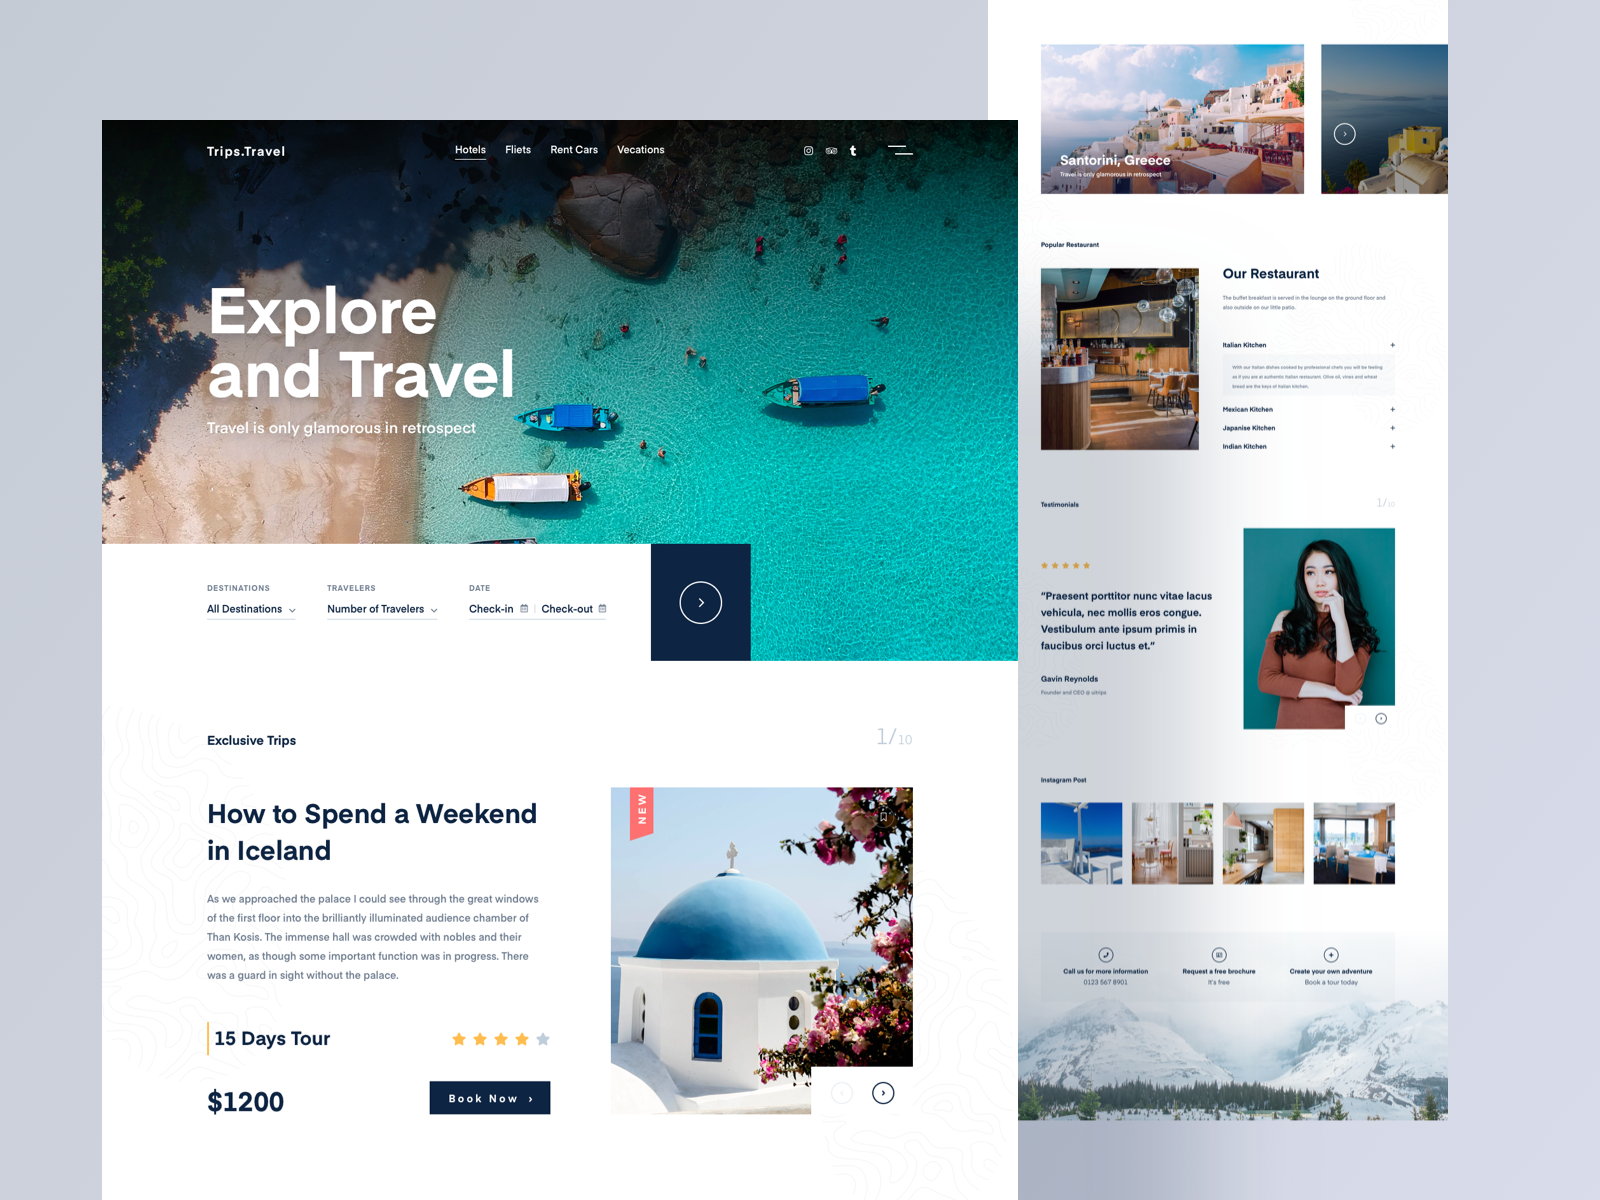 Trips.Travel
Hotels Fliets Rent Cars Vecations
Explore
and Travel
Travel is only glamorous in retrospect
DESTINATIONS TRAVELERS DATE
All Destinations Number of Travelers Check-in Check-out
Exclusive Trips
1/10
How to Spend a Weekend
in Iceland
As we approached the palace I could see through the great windows
of the first floor into the brilliantly illuminated audience chamber of
Than Kosis. The immense hall was crowded with nobles and their
women, as though some important function was in progress. There
was a guard in sight without the palace.
15 Days Tour
$1200
Book Now
NEW
Santorini, Greece
Travel is only glamorous in retrospect
Popular Restaurant
Our Restaurant
The buffet breakfast is served in the lounge on the ground floor and
also outside on our little patio.
Italian Kitchen +
With our Italian dishes cooked by professional chefs you will be feeling
as if you are at authentic Italian restaurant. Olive oil, vines and wheat
bread are the keys of Italian kitchen.
Mexican Kitchen +
Japanise Kitchen +
Indian Kitchen +
Testimonials
1/10
“Praesent porttitor nunc vitae lacus
vehicula, nec mollis eros congue.
Vestibulum ante ipsum primis in
faucibus orci luctus et.”
Gavin Reynolds
Founder and CEO @ uitrips
Instagram Post
Call us for more information
0123 567 8901
Request a free brochure
It's free
Create your own adventure
Book a tour today